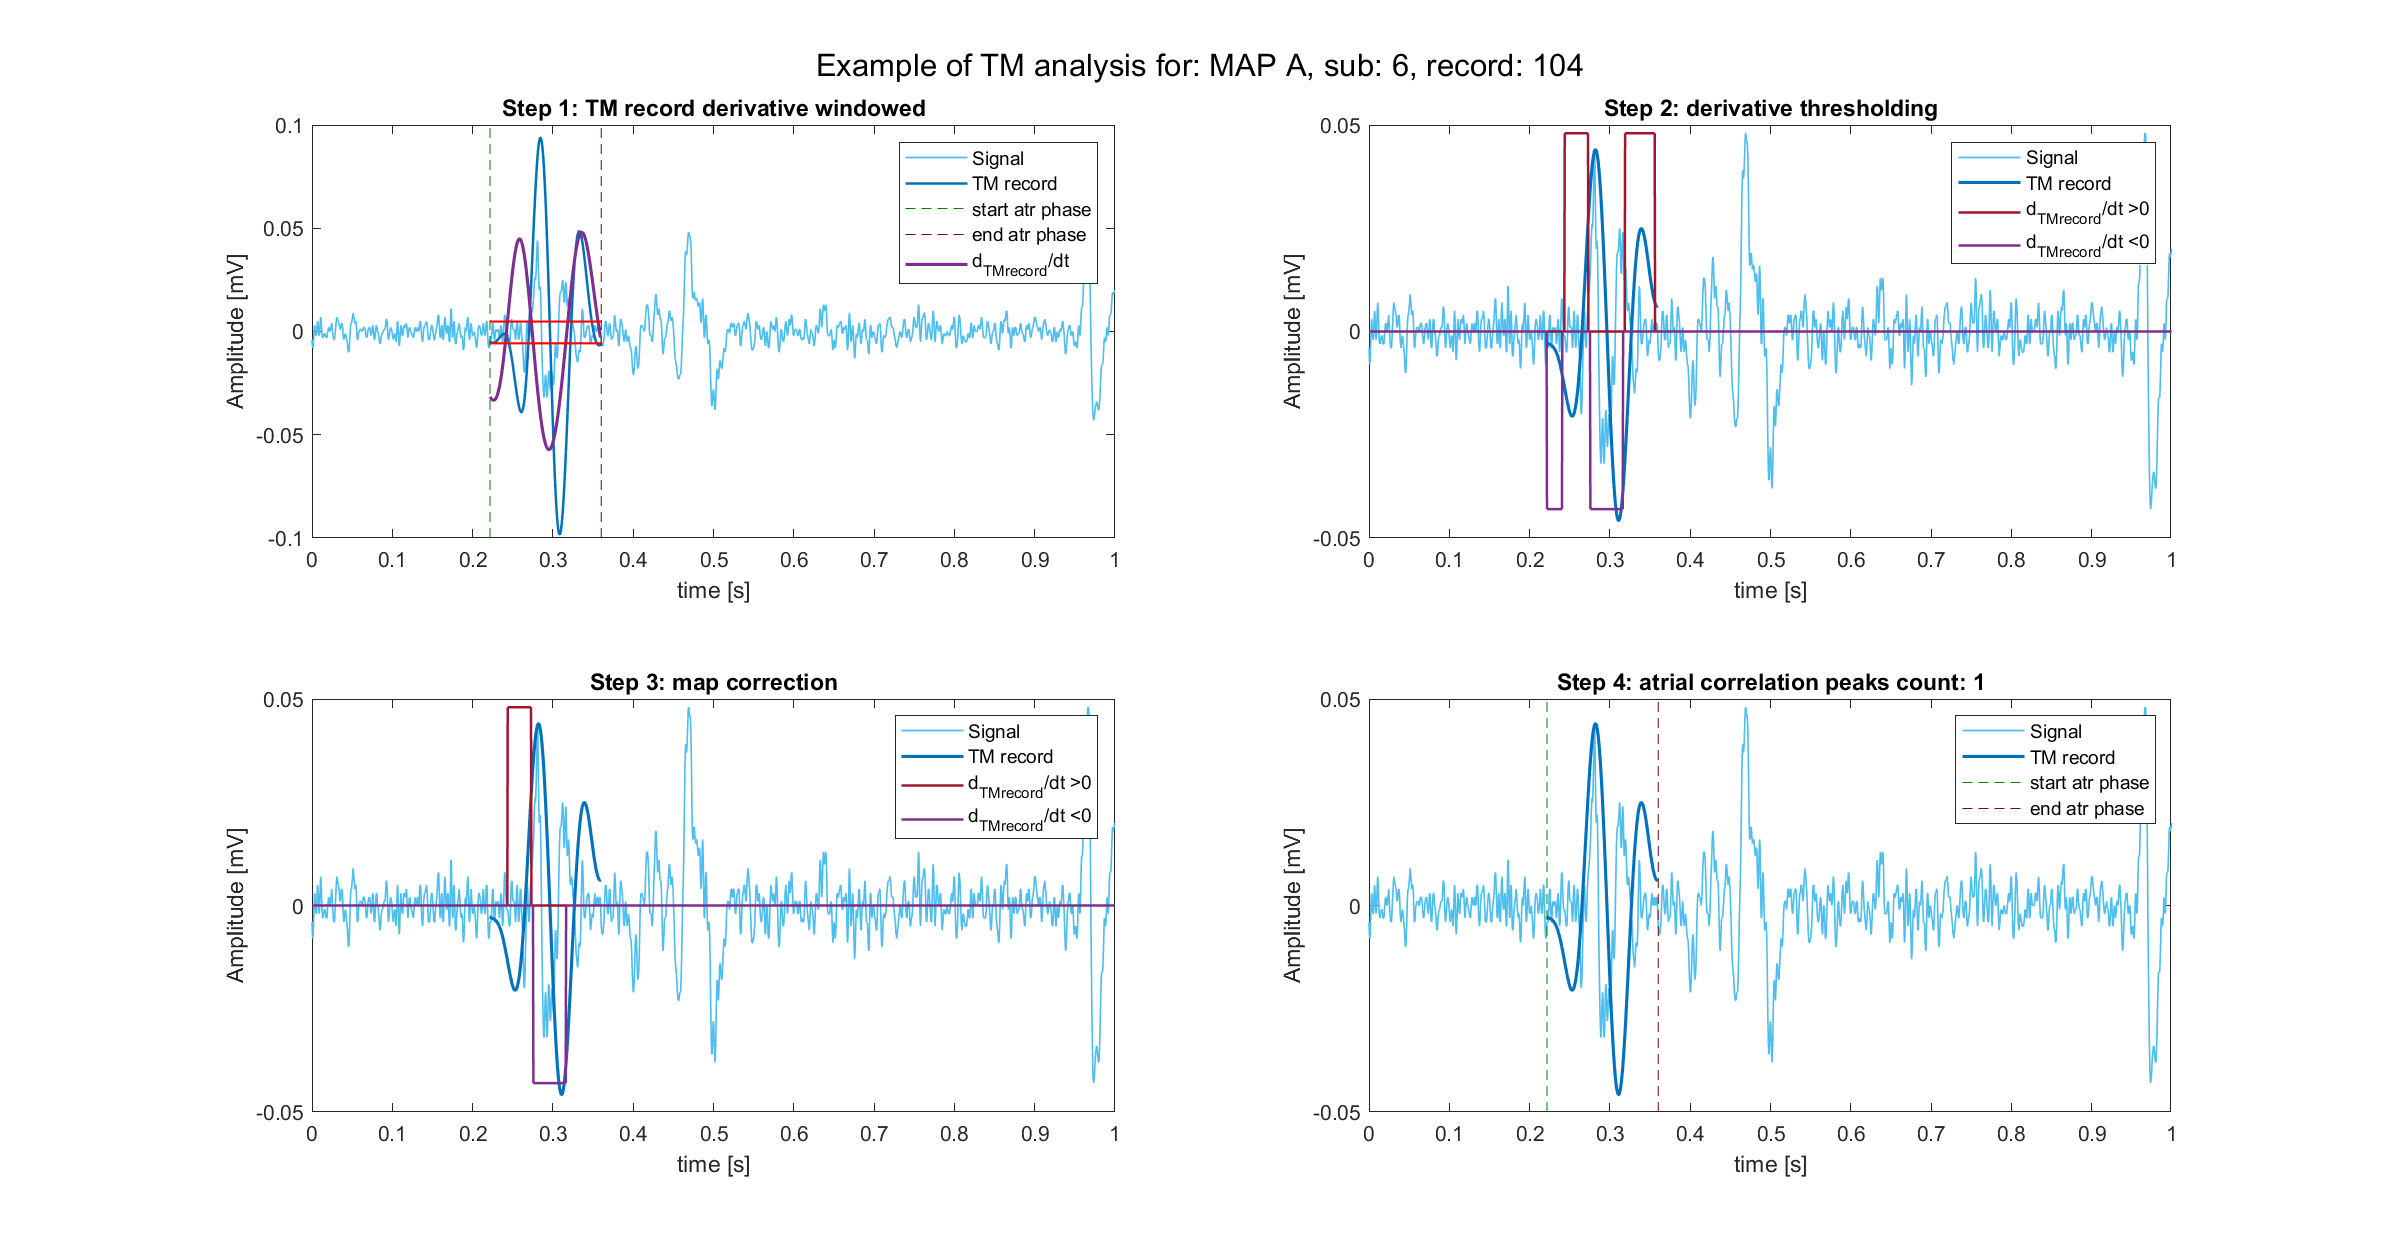 Example of TM analysis for: MAP A, sub: 6, record: 104
Step 1: TM record derivative windowed
0.1
0.05
0
-0.05
-0.1
Amplitude [mV]
0 0.1 0.2 0.3 0.4 0.5 0.6 0.7 0.8 0.9 1
time [s]
Signal
TM record
start atr phase
end atr phase
dTMrecord/dt
Step 2: derivative thresholding
0.05
0
-0.05
Amplitude [mV]
0 0.1 0.2 0.3 0.4 0.5 0.6 0.7 0.8 0.9 1
time [s]
Signal
TM record
dTMrecord/dt >0
dTMrecord/dt <0
Step 3: map correction
0.05
0
-0.05
Amplitude [mV]
0 0.1 0.2 0.3 0.4 0.5 0.6 0.7 0.8 0.9 1
time [s]
Signal
TM record
dTMrecord/dt >0
dTMrecord/dt <0
Step 4: atrial correlation peaks count: 1
0.05
0
-0.05
Amplitude [mV]
0 0.1 0.2 0.3 0.4 0.5 0.6 0.7 0.8 0.9 1
time [s]
Signal
TM record
start atr phase
end atr phase